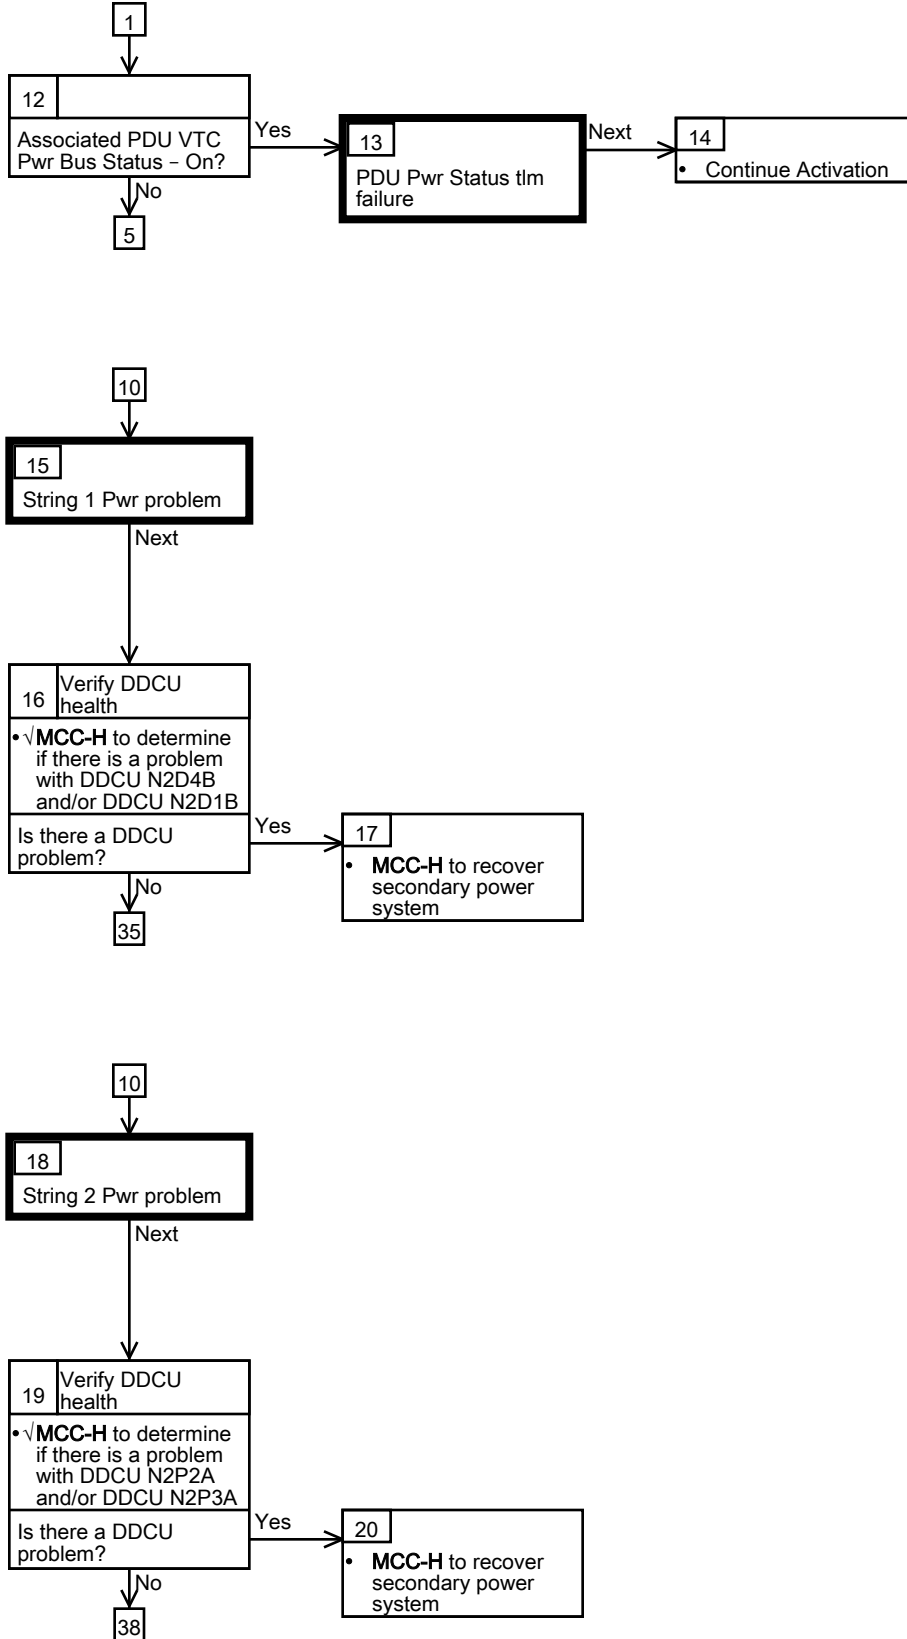 1
12
Associated PDU VTC
Pwr Bus Status – On?
Yes
No
5
13
PDU Pwr Status tlm
failure
Next
14
• Continue Activation
10
15
String 1 Pwr problem
Next
16
Verify DDCU
health
• √MCC-H to determine
if there is a problem
with DDCU N2D4B
and/or DDCU N2D1B
Is there a DDCU
problem?
Yes
No
35
17
• MCC-H to recover
secondary power
system
10
18
String 2 Pwr problem
Next
19
Verify DDCU
health
• √MCC-H to determine
if there is a problem
with DDCU N2P2A
and/or DDCU N2P3A
Is there a DDCU
problem?
Yes
No
38
20
• MCC-H to recover
secondary power
system